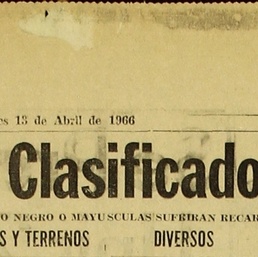 es 13 de Abril de 1966
Clasificado
O NEGRO O MAYUSCULAS SUFRIRAN RECAR
S Y TERRENOS DIVERSOS